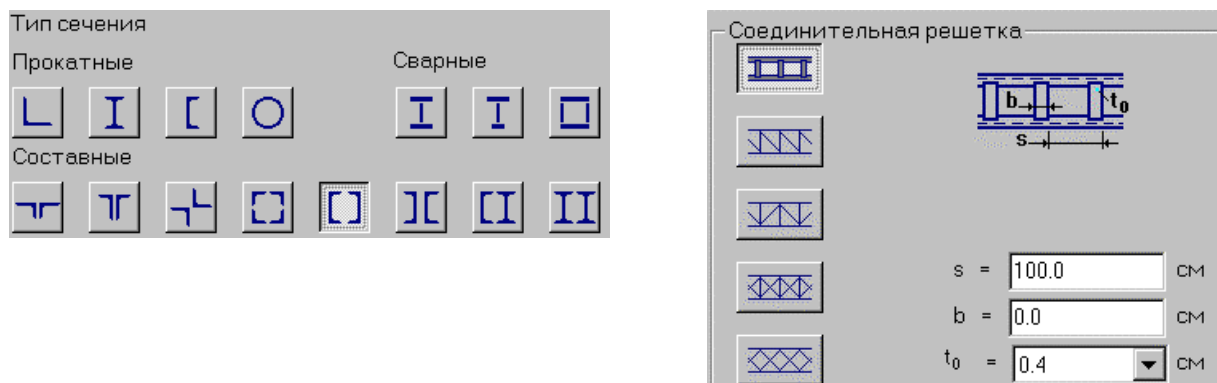 Тип сечения
Прокатные
Сварные
Составные
Соединительная решетка
b
t0
s
s = 100.0 см
b = 0.0 см
t0 = 0.4 см